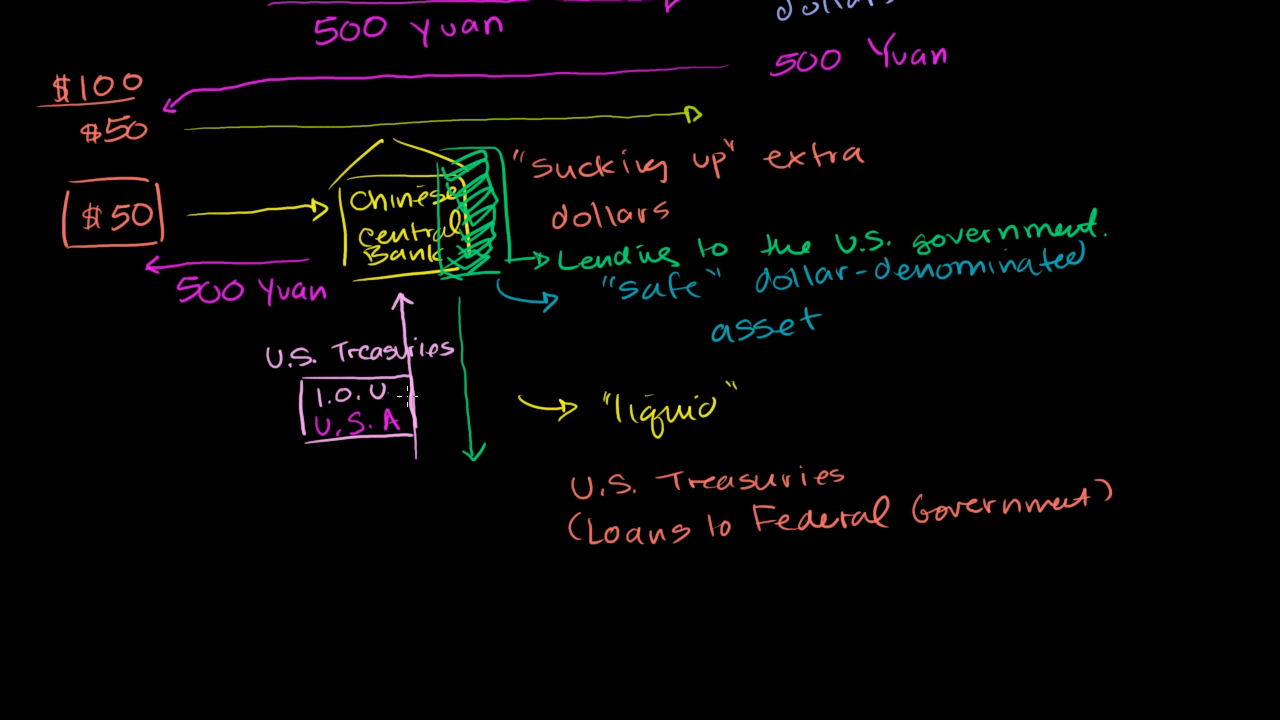 dollars
500 Yuan
500 Yuan
$100
$50
"sucking up" extra
dollars
$50
Chinese
central
Bank
Lending to the U.S. government.
"safe" dollar-denominated
asset
500 Yuan
U.S. Treasuries
I.O.U
U.S.A
"liquid"
U.S. Treasuries
(Loans to Federal Government)